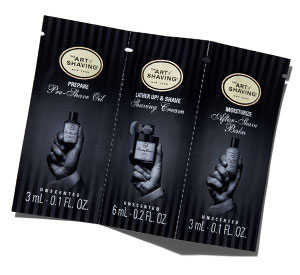 THE ART of
SHAVING
NEW YORK
PREPARE
Pre-Shave Oil
UNSCENTED
3 mL - 0.1 FL. OZ.
THE ART of
SHAVING
NEW YORK
LATHER UP! & SHAVE
Shaving Cream
UNSCENTED
6 mL - 0.2 FL. OZ.
THE ART of
SHAVING
NEW YORK
MOISTURIZE
After-Shave
Balm
UNSCENTED
3 mL - 0.1 FL. OZ.